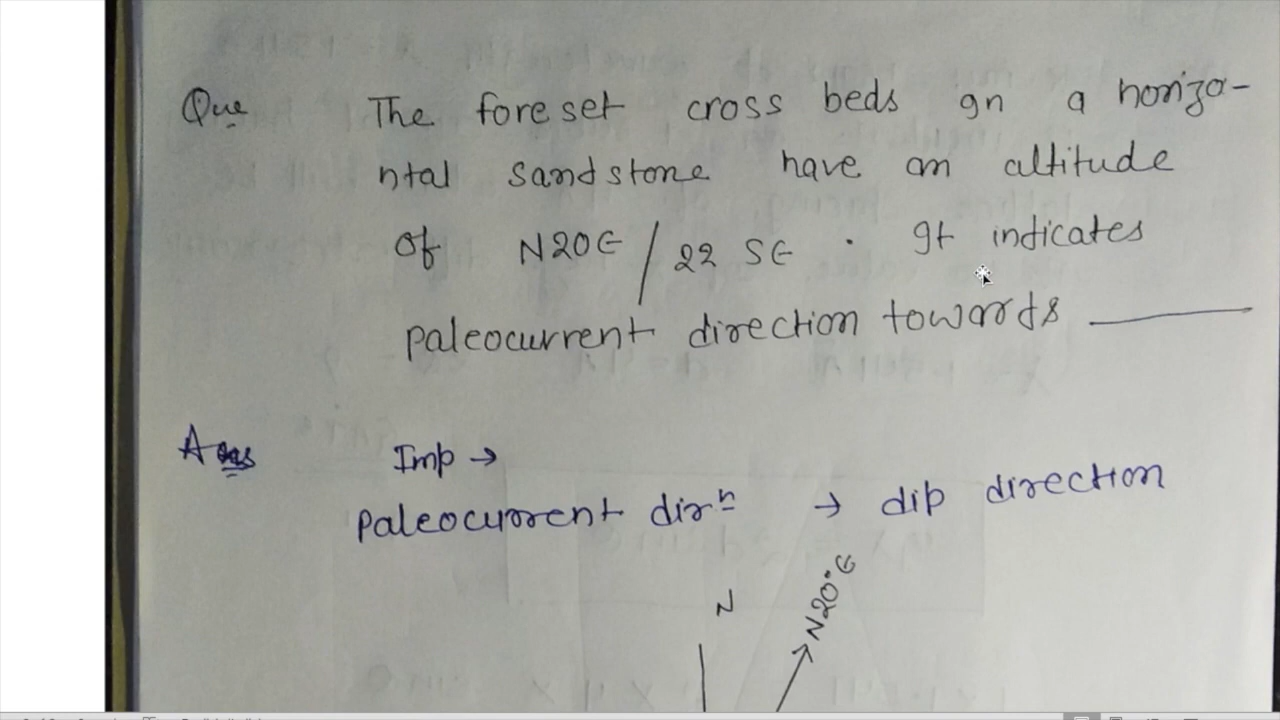 Que The foreset cross beds In a horizo-
ntal sandstone have an altitude
of N20E / 22 SE . It indicates
paleocurrent direction towards ______
Ans Imp →
Paleocurrent dirⁿ → dip direction
N
N20°E